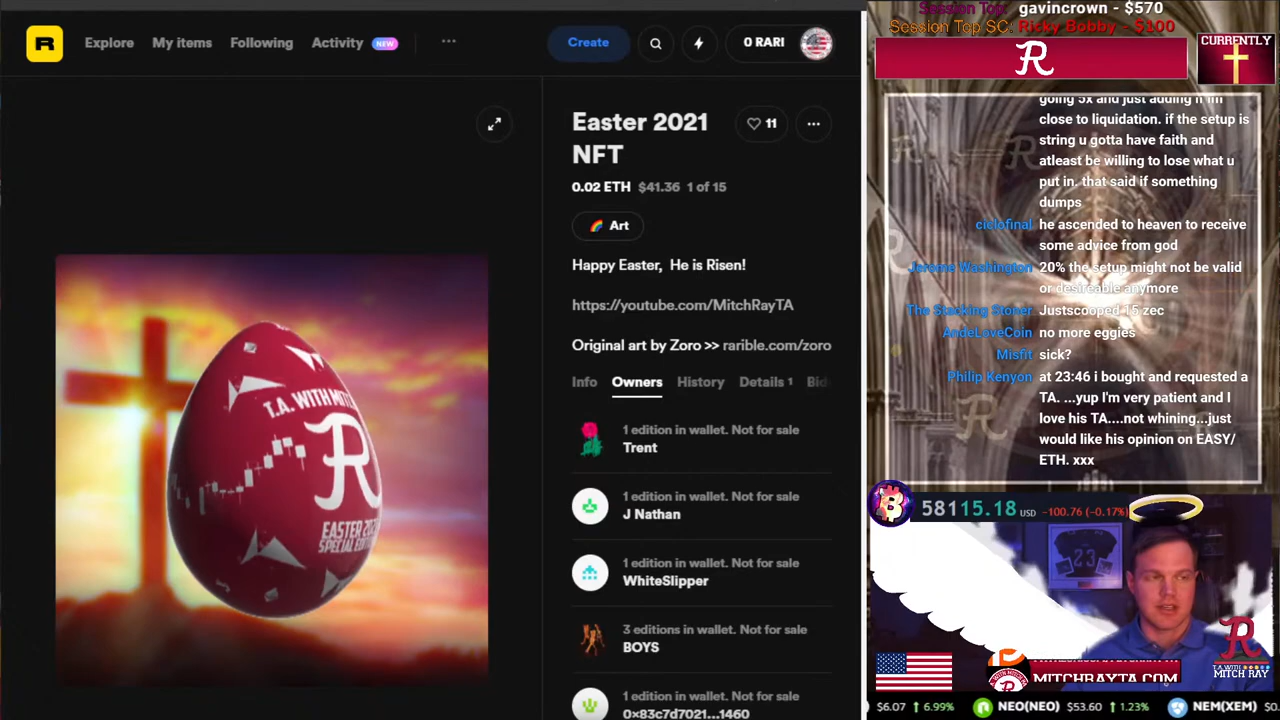 R
Explore
My items
Following
Activity NEW
...
Create
0 RARI
Easter 2021
NFT
11
...
0.02 ETH $41.36 1 of 15
Art
Happy Easter, He is Risen!
https://youtube.com/MitchRayTA
Original art by Zoro >> rarible.com/zoro
Info Owners History Details 1 Bid
1 edition in wallet. Not for sale
Trent
1 edition in wallet. Not for sale
J Nathan
1 edition in wallet. Not for sale
WhiteSlipper
3 editions in wallet. Not for sale
BOYS
1 edition in wallet. Not for sale
0x83c7d7021...1460
T.A. WITH
R
EASTER
SPECIAL
Session Top: gavincrown - $570
Session Top SC: Ricky Bobby - $100
R
CURRENTLY
going 5x and just adding if im
close to liquidation. if the setup is
string u gotta have faith and
atleast be willing to lose what u
put in. that said if something
dumps
ciclofinal he ascended to heaven to receive
some advice from god
Jerome Washington 20% the setup might not be valid
or desireable anymore
The Stacking Stoner Justscooped 15 zec
AndeLoveCoin no more eggies
Misfit sick?
Philip Kenyon at 23:46 i bought and requested a
TA. ...yup I'm very patient and I
love his TA....not whining...just
would like his opinion on EASY/
ETH. xxx
58115.18 USD -100.76 (-0.17%)
23
R
T.A. WITH
MITCH RAY
MITCHRAYTA.COM
$6.07 6.99% NEO(NEO) $53.60 1.23% NEM(XEM)